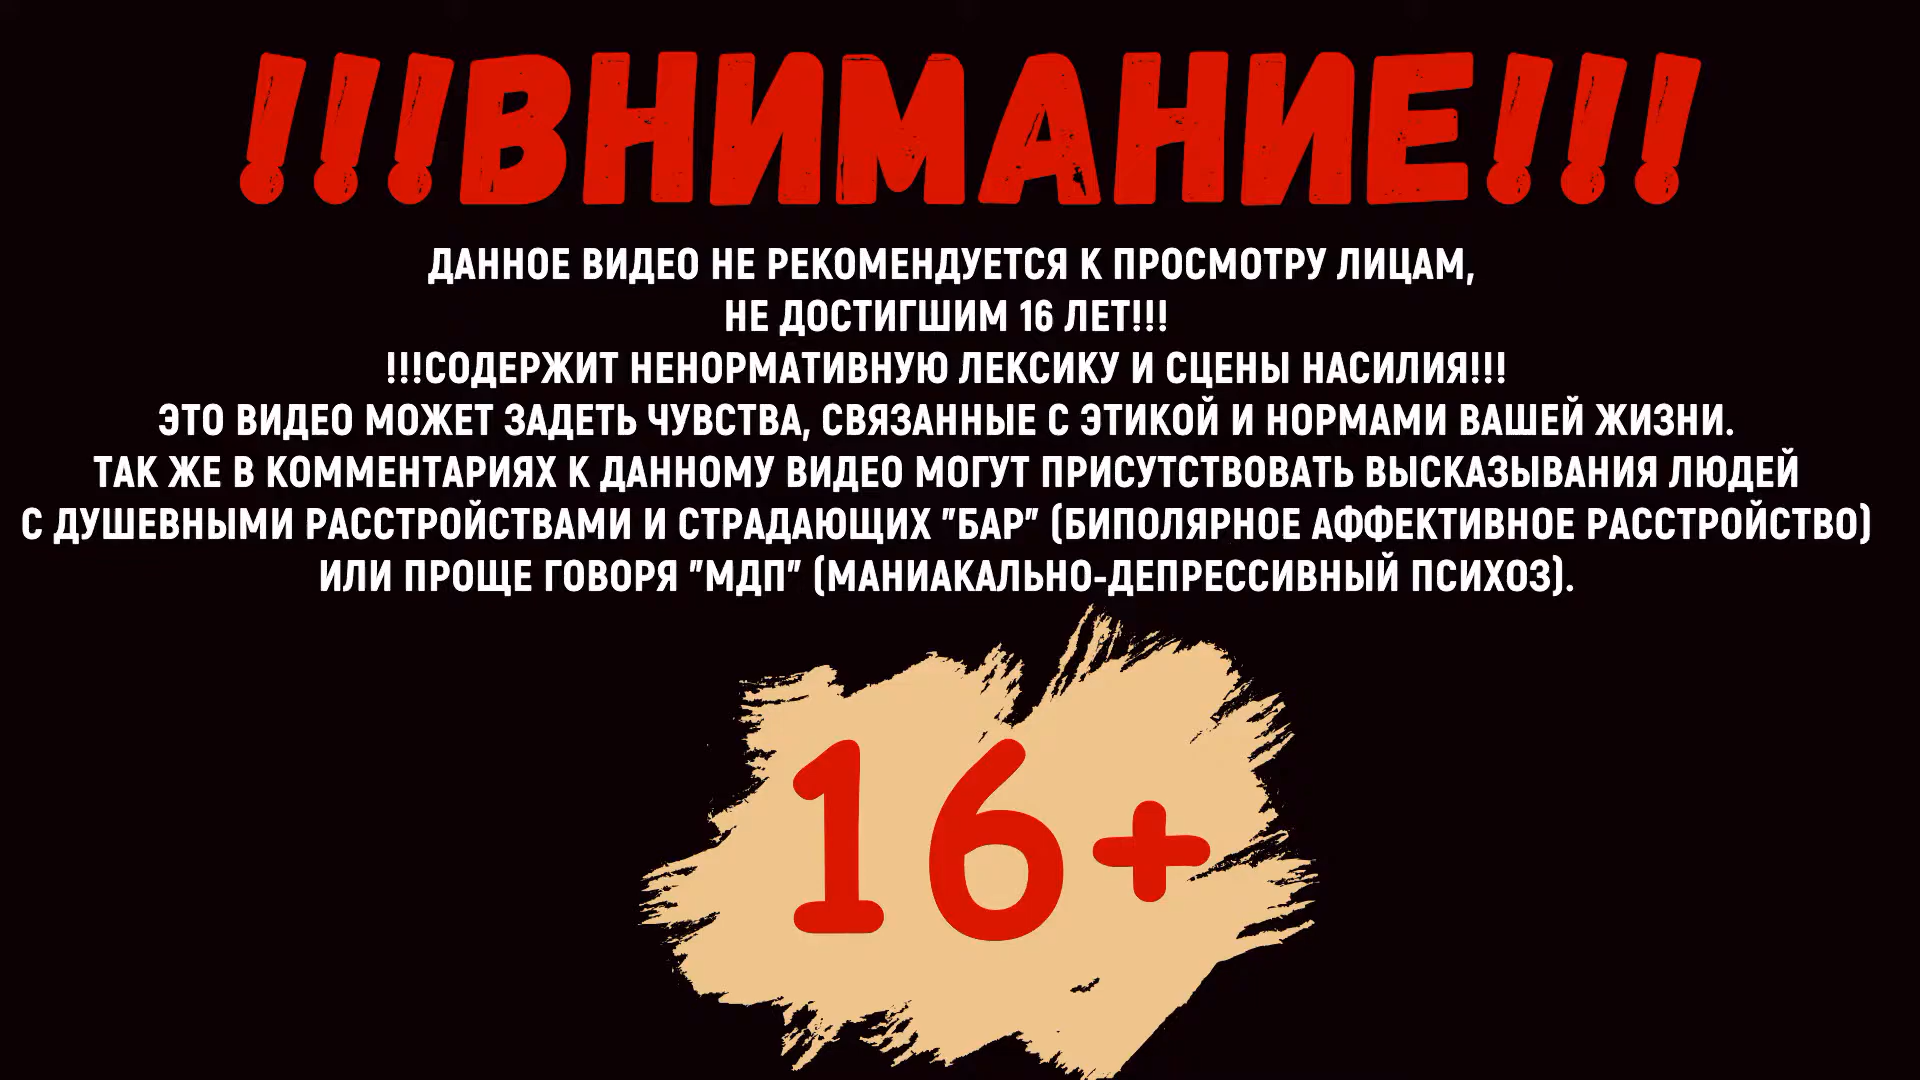 !!!ВНИМАНИЕ!!!
ДАННОЕ ВИДЕО НЕ РЕКОМЕНДУЕТСЯ К ПРОСМОТРУ ЛИЦАМ,
НЕ ДОСТИГШИМ 16 ЛЕТ!!!
!!!СОДЕРЖИТ НЕНОРМАТИВНУЮ ЛЕКСИКУ И СЦЕНЫ НАСИЛИЯ!!!
ЭТО ВИДЕО МОЖЕТ ЗАДЕТЬ ЧУВСТВА, СВЯЗАННЫЕ С ЭТИКОЙ И НОРМАМИ ВАШЕЙ ЖИЗНИ.
ТАК ЖЕ В КОММЕНТАРИЯХ К ДАННОМУ ВИДЕО МОГУТ ПРИСУТСТВОВАТЬ ВЫСКАЗЫВАНИЯ ЛЮДЕЙ
С ДУШЕВНЫМИ РАССТРОЙСТВАМИ И СТРАДАЮЩИХ "БАР" (БИПОЛЯРНОЕ АФФЕКТИВНОЕ РАССТРОЙСТВО)
ИЛИ ПРОЩЕ ГОВОРЯ "МДП" (МАНИАКАЛЬНО-ДЕПРЕССИВНЫЙ ПСИХОЗ).
16+